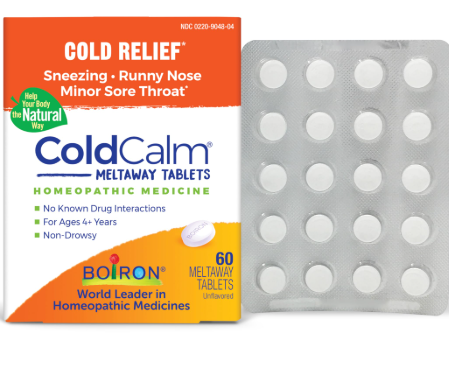 NDC 0220-9048-04
COLD RELIEF*
Sneezing • Runny Nose
Minor Sore Throat*
Help
Your Body
the Natural
Way
ColdCalm®
MELTAWAY TABLETS
HOMEOPATHIC MEDICINE
No Known Drug Interactions
For Ages 4+ Years
Non-Drowsy
BOIRON®
World Leader in
Homeopathic Medicines
60
MELTAWAY
TABLETS
Unflavored